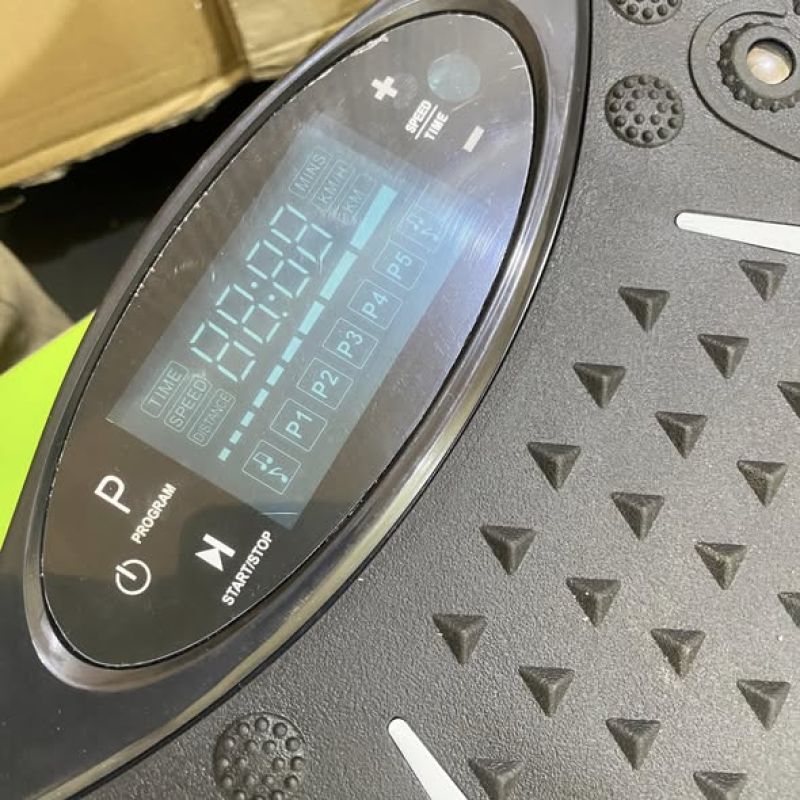 SPEED
TIME
MINS
KM/H
KM
88:88
TIME
SPEED
DISTANCE
P1 P2 P3 P4 P5
P
PROGRAM
START/STOP